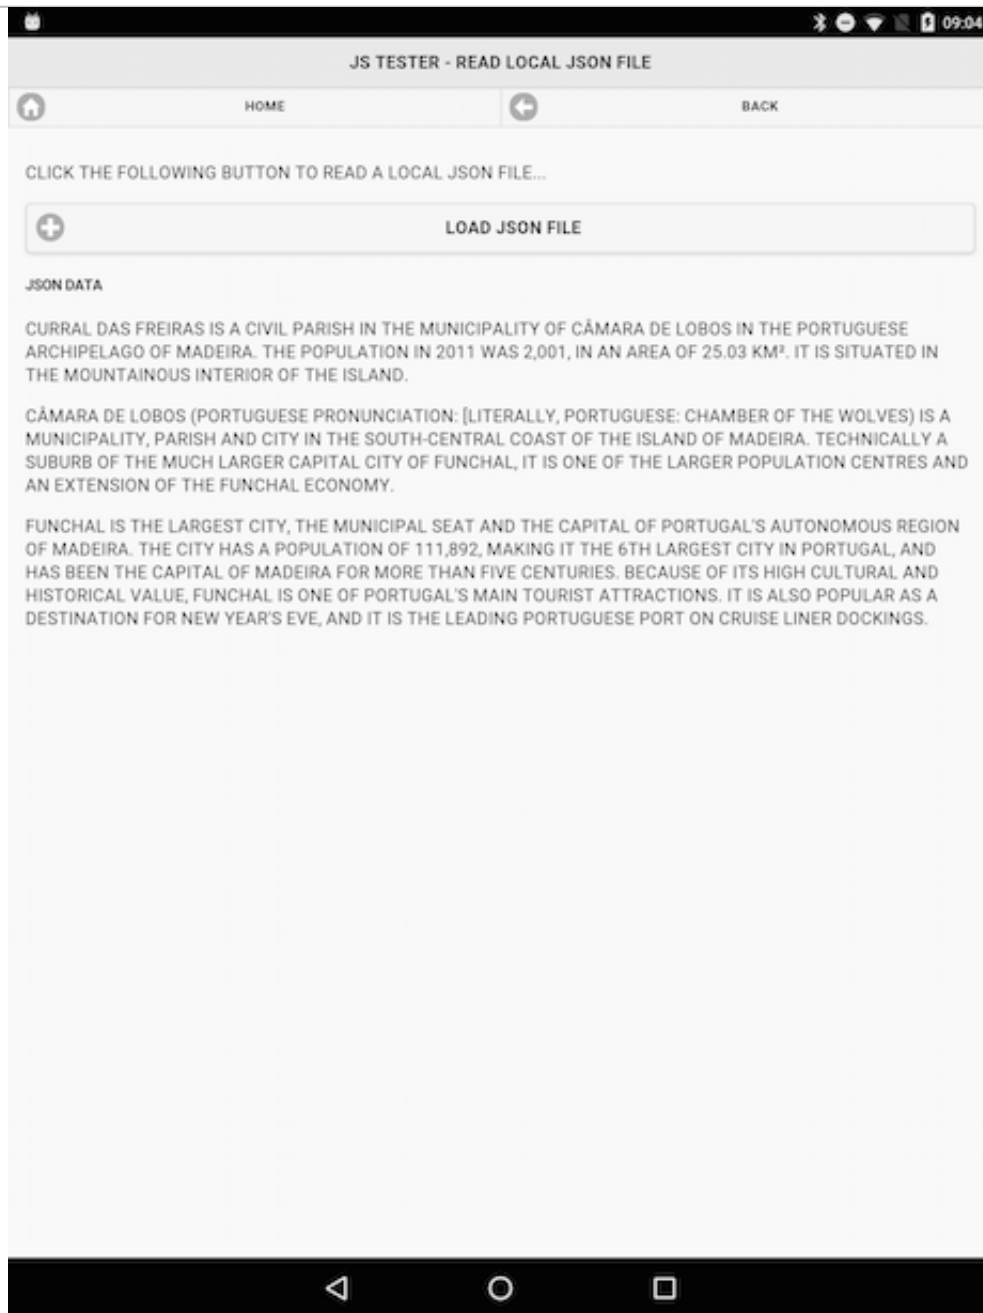 09:04
JS TESTER - READ LOCAL JSON FILE
HOME
BACK
CLICK THE FOLLOWING BUTTON TO READ A LOCAL JSON FILE...
LOAD JSON FILE
JSON DATA
CURRAL DAS FREIRAS IS A CIVIL PARISH IN THE MUNICIPALITY OF CÂMARA DE LOBOS IN THE PORTUGUESE
ARCHIPELAGO OF MADEIRA. THE POPULATION IN 2011 WAS 2,001, IN AN AREA OF 25.03 KM². IT IS SITUATED IN
THE MOUNTAINOUS INTERIOR OF THE ISLAND.
CÂMARA DE LOBOS (PORTUGUESE PRONUNCIATION: [LITERALLY, PORTUGUESE: CHAMBER OF THE WOLVES) IS A
MUNICIPALITY, PARISH AND CITY IN THE SOUTH-CENTRAL COAST OF THE ISLAND OF MADEIRA. TECHNICALLY A
SUBURB OF THE MUCH LARGER CAPITAL CITY OF FUNCHAL, IT IS ONE OF THE LARGER POPULATION CENTRES AND
AN EXTENSION OF THE FUNCHAL ECONOMY.
FUNCHAL IS THE LARGEST CITY, THE MUNICIPAL SEAT AND THE CAPITAL OF PORTUGAL'S AUTONOMOUS REGION
OF MADEIRA. THE CITY HAS A POPULATION OF 111,892, MAKING IT THE 6TH LARGEST CITY IN PORTUGAL, AND
HAS BEEN THE CAPITAL OF MADEIRA FOR MORE THAN FIVE CENTURIES. BECAUSE OF ITS HIGH CULTURAL AND
HISTORICAL VALUE, FUNCHAL IS ONE OF PORTUGAL'S MAIN TOURIST ATTRACTIONS. IT IS ALSO POPULAR AS A
DESTINATION FOR NEW YEAR'S EVE, AND IT IS THE LEADING PORTUGUESE PORT ON CRUISE LINER DOCKINGS.